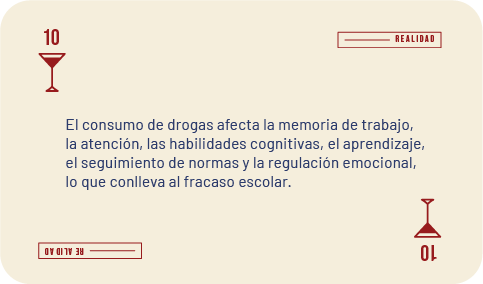 10
REALIDAD
El consumo de drogas afecta la memoria de trabajo,
la atención, las habilidades cognitivas, el aprendizaje,
el seguimiento de normas y la regulación emocional,
lo que conlleva al fracaso escolar.
10
REALIDAD